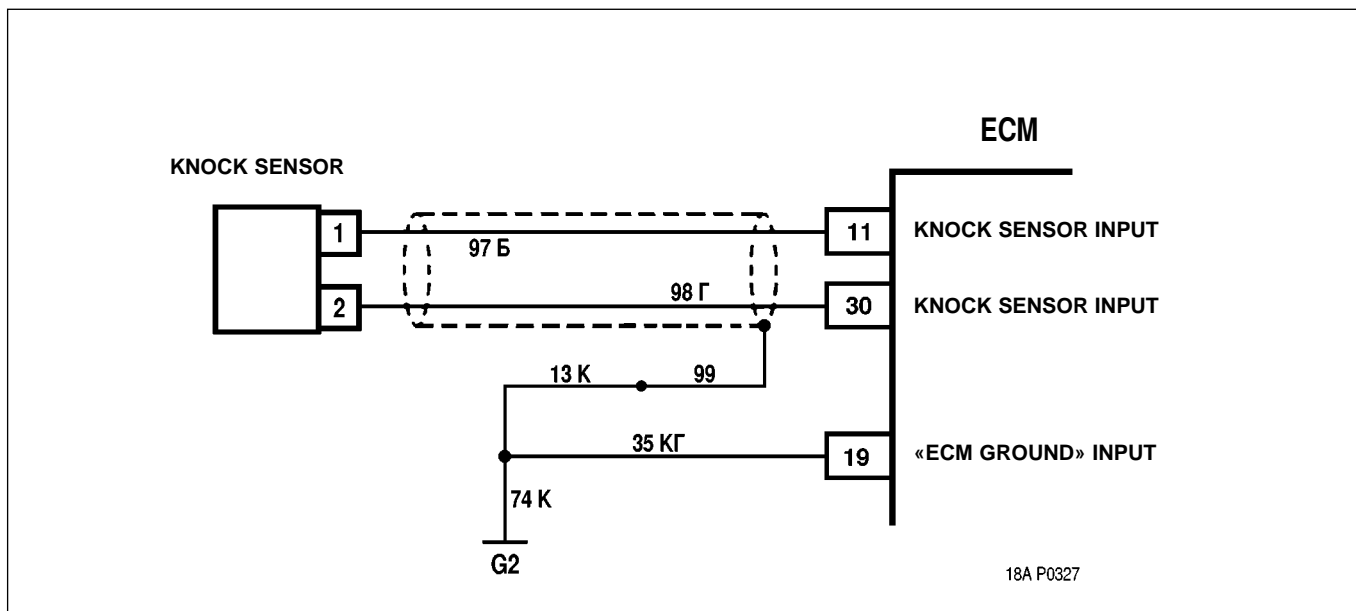 ECM
KNOCK SENSOR
1
97 Б
11
KNOCK SENSOR INPUT
2
98 Г
30
KNOCK SENSOR INPUT
13 К
99
35 КГ
19
«ECM GROUND» INPUT
74 К
G2
18A P0327